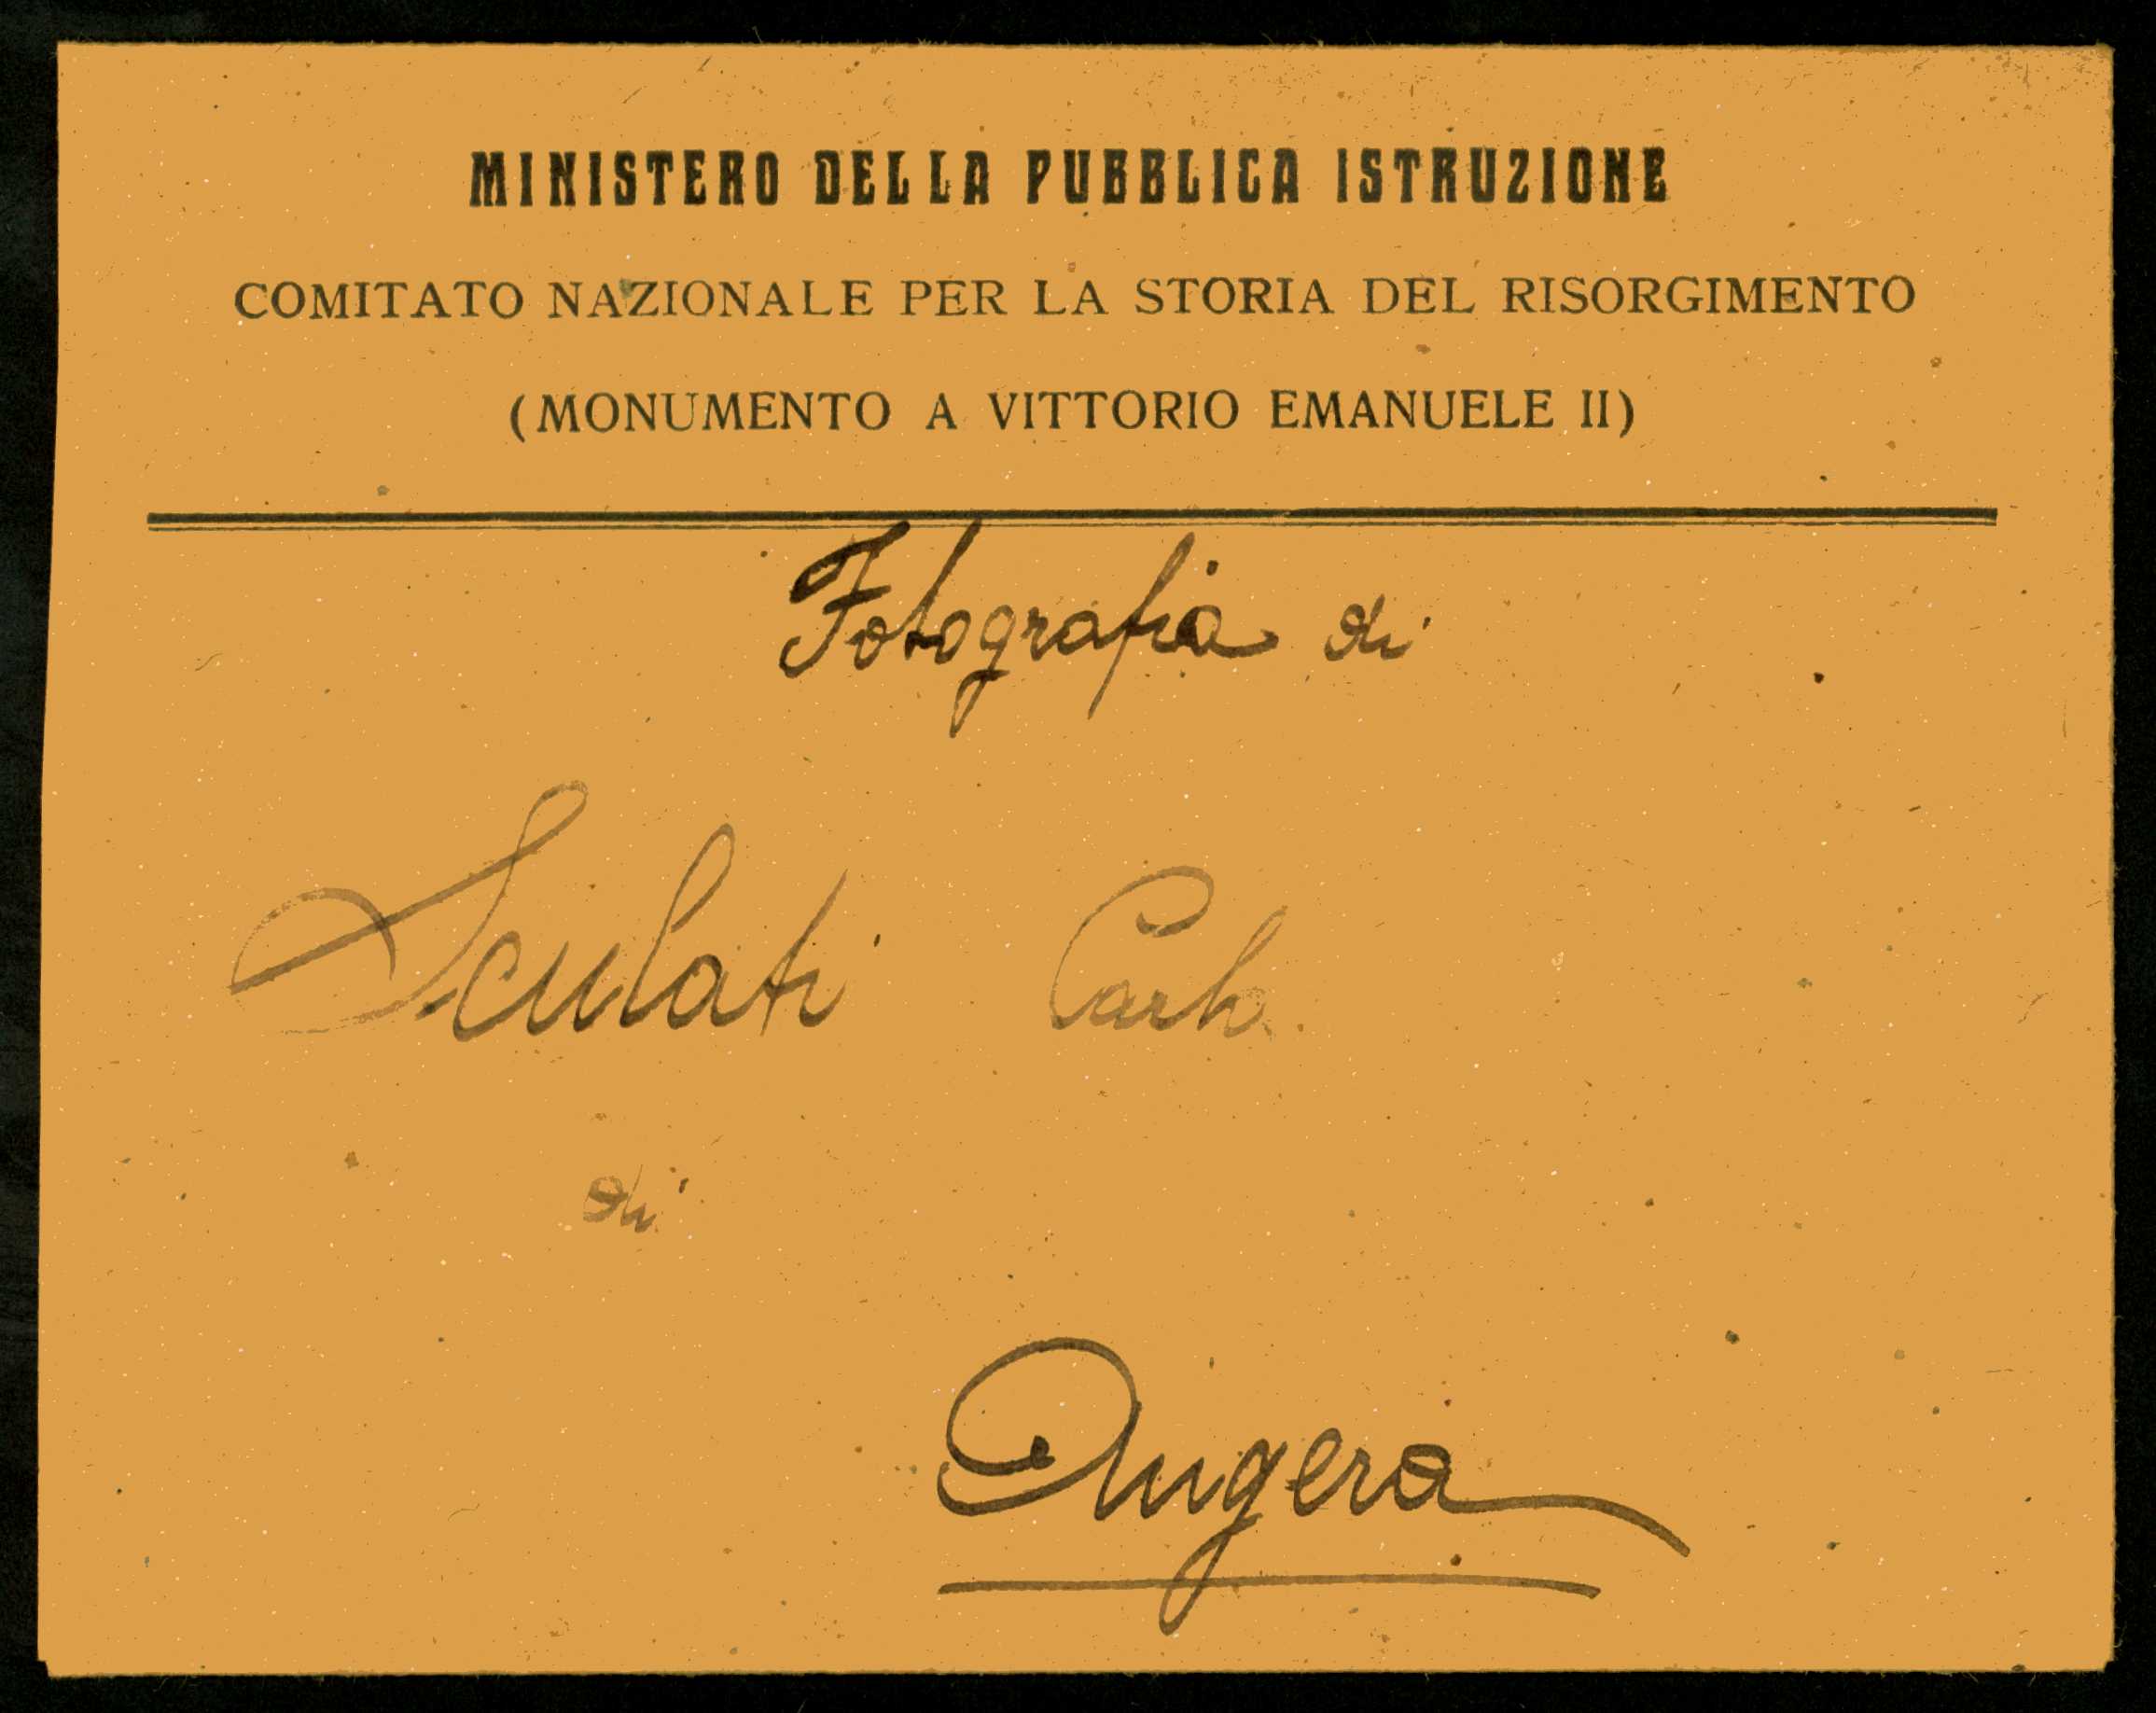 MINISTERO DELLA PUBBLICA ISTRUZIONE
COMITATO NAZIONALE PER LA STORIA DEL RISORGIMENTO
(MONUMENTO A VITTORIO EMANUELE II)
Fotografia di
Sculati Carlo
di
Angera